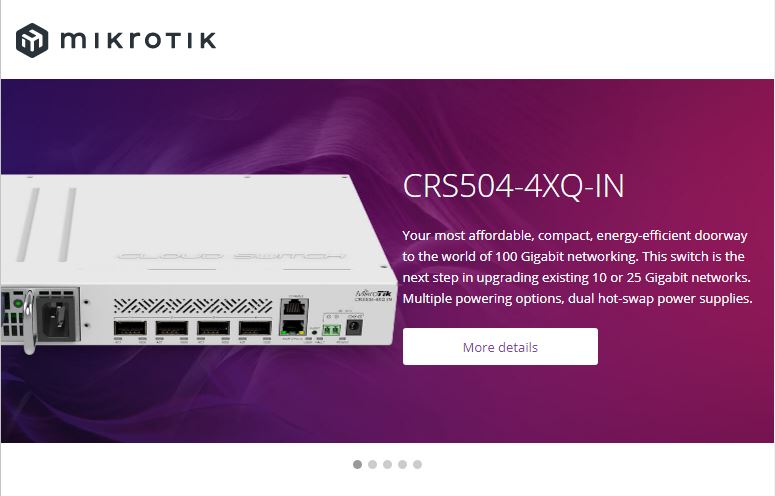 mikrotik
CRS504-4XQ-IN
Your most affordable, compact, energy-efficient doorway
to the world of 100 Gigabit networking. This switch is the
next step in upgrading existing 10 or 25 Gigabit networks.
Multiple powering options, dual hot-swap power supplies.
More details
CLOUD SWITCH
MikroTik
CRS504-4XQ IN
CONSOLE